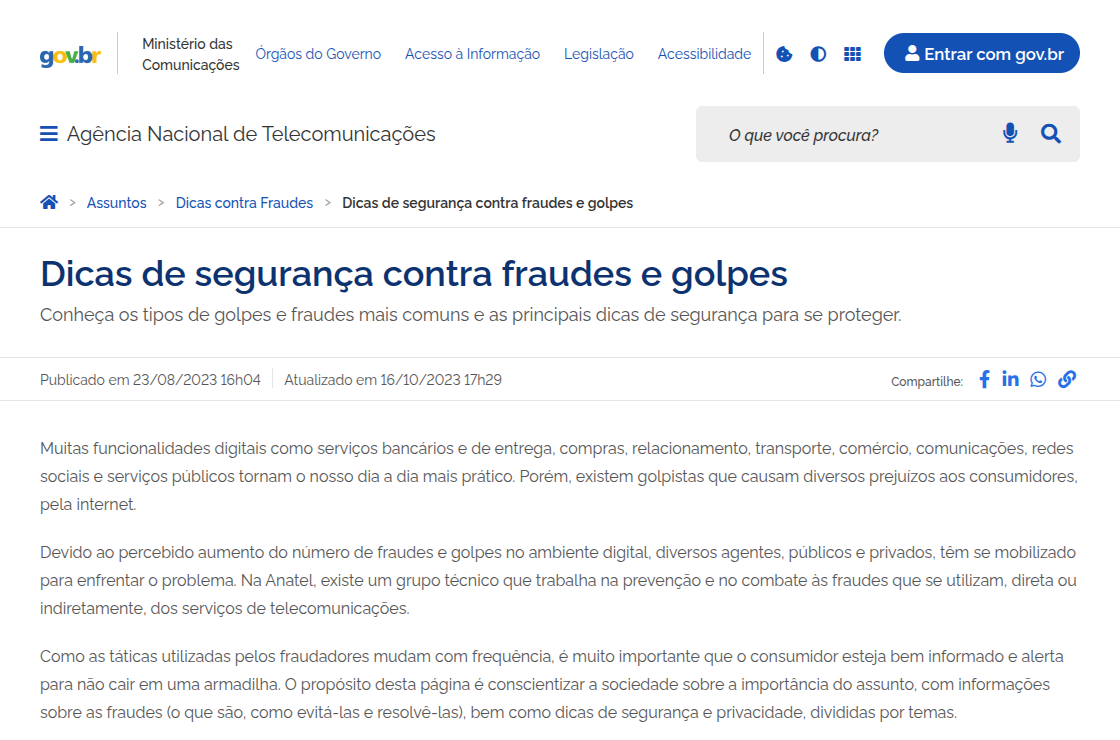 gov.br
Ministério das
Comunicações
Órgãos do Governo Acesso à Informação Legislação Acessibilidade
Entrar com gov.br
Agência Nacional de Telecomunicações
O que você procura?
Assuntos > Dicas contra Fraudes > Dicas de segurança contra fraudes e golpes
Dicas de segurança contra fraudes e golpes
Conheça os tipos de golpes e fraudes mais comuns e as principais dicas de segurança para se proteger.
Publicado em 23/08/2023 16h04 Atualizado em 16/10/2023 17h29
Compartilhe:
Muitas funcionalidades digitais como serviços bancários e de entrega, compras, relacionamento, transporte, comércio, comunicações, redes
sociais e serviços públicos tornam o nosso dia a dia mais prático. Porém, existem golpistas que causam diversos prejuízos aos consumidores,
pela internet.
Devido ao percebido aumento do número de fraudes e golpes no ambiente digital, diversos agentes, públicos e privados, têm se mobilizado
para enfrentar o problema. Na Anatel, existe um grupo técnico que trabalha na prevenção e no combate às fraudes que se utilizam, direta ou
indiretamente, dos serviços de telecomunicações.
Como as táticas utilizadas pelos fraudadores mudam com frequência, é muito importante que o consumidor esteja bem informado e alerta
para não cair em uma armadilha. O propósito desta página é conscientizar a sociedade sobre a importância do assunto, com informações
sobre as fraudes (o que são, como evitá-las e resolvê-las), bem como dicas de segurança e privacidade, divididas por temas.